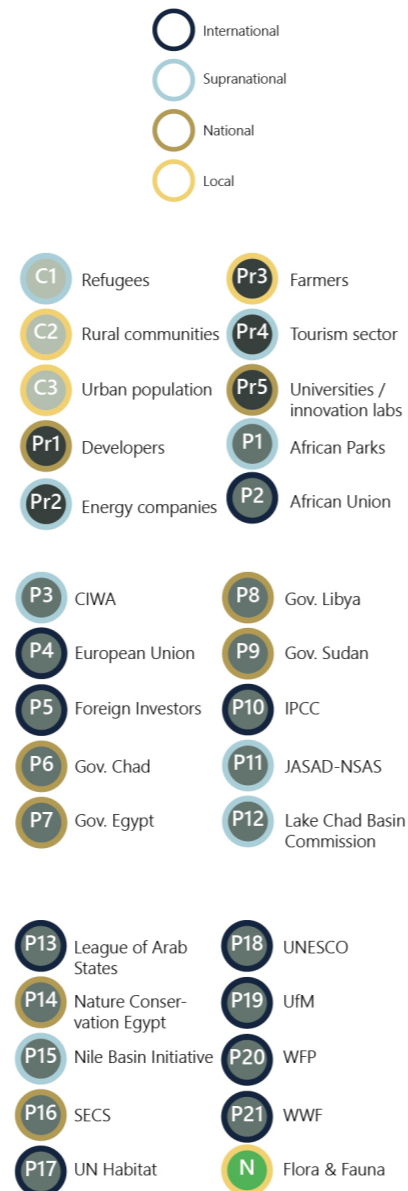 International
Supranational
National
Local
C1 Refugees
C2 Rural communities
C3 Urban population
Pr1 Developers
Pr2 Energy companies
Pr3 Farmers
Pr4 Tourism sector
Pr5 Universities /
innovation labs
P1 African Parks
P2 African Union
P3 CIWA
P4 European Union
P5 Foreign Investors
P6 Gov. Chad
P7 Gov. Egypt
P8 Gov. Libya
P9 Gov. Sudan
P10 IPCC
P11 JASAD-NSAS
P12 Lake Chad Basin
Commission
P13 League of Arab
States
P14 Nature Conser-
vation Egypt
P15 Nile Basin Initiative
P16 SECS
P17 UN Habitat
P18 UNESCO
P19 UfM
P20 WFP
P21 WWF
N Flora & Fauna